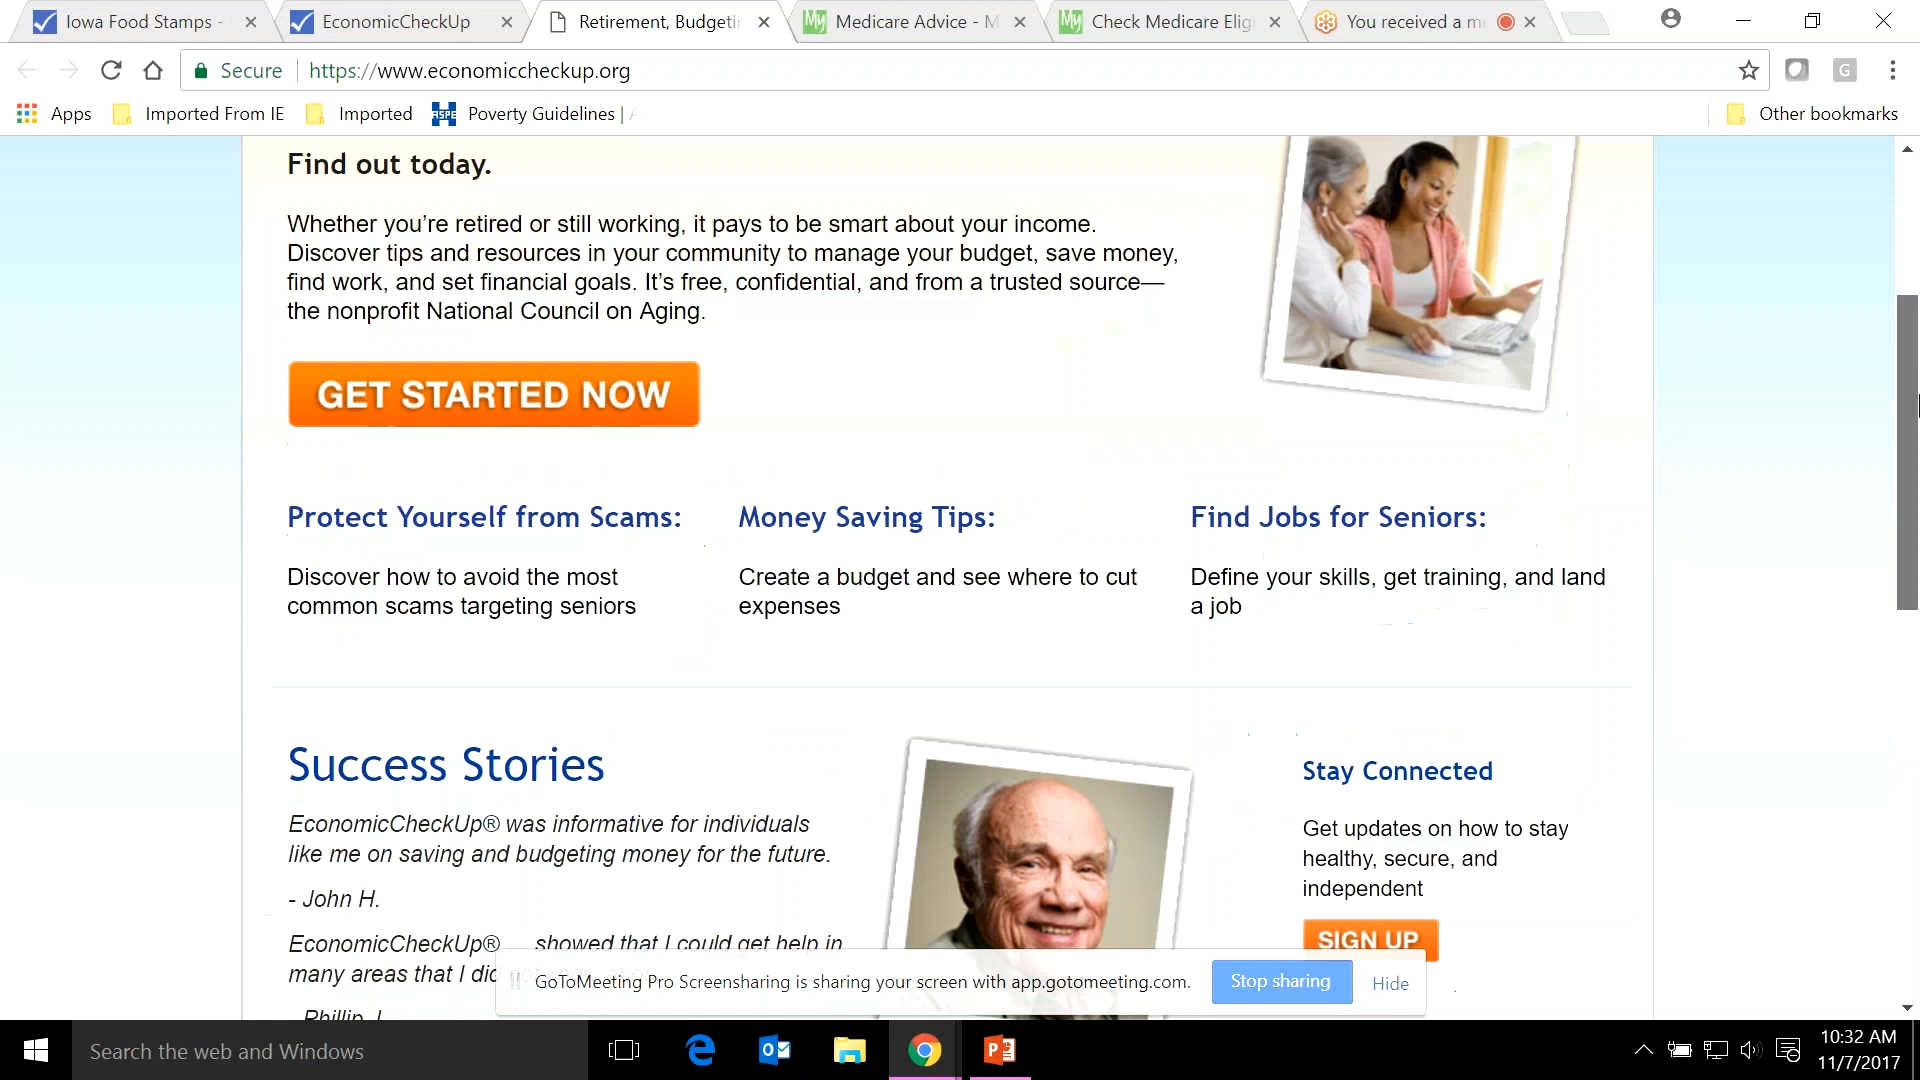 Iowa Food Stamps -
EconomicCheckUp
Retirement, Budgeti
Medicare Advice - M
Check Medicare Elig
You received a m
Secure
https://www.economiccheckup.org
G
Apps
Imported From IE
Imported
ASPE
Poverty Guidelines |
Other bookmarks
Find out today.
Whether you're retired or still working, it pays to be smart about your income.
Discover tips and resources in your community to manage your budget, save money,
find work, and set financial goals. It's free, confidential, and from a trusted source—
the nonprofit National Council on Aging.
GET STARTED NOW
Protect Yourself from Scams:
Discover how to avoid the most
common scams targeting seniors
Money Saving Tips:
Create a budget and see where to cut
expenses
Find Jobs for Seniors:
Define your skills, get training, and land
a job
Success Stories
EconomicCheckUp® was informative for individuals
like me on saving and budgeting money for the future.
- John H.
EconomicCheckUp® showed that I could get help in
many areas that I did
Phillip J.
Stay Connected
Get updates on how to stay
healthy, secure, and
independent
SIGN UP
GoToMeeting Pro Screensharing is sharing your screen with app.gotomeeting.com.
Stop sharing
Hide
Search the web and Windows
10:32 AM
11/7/2017